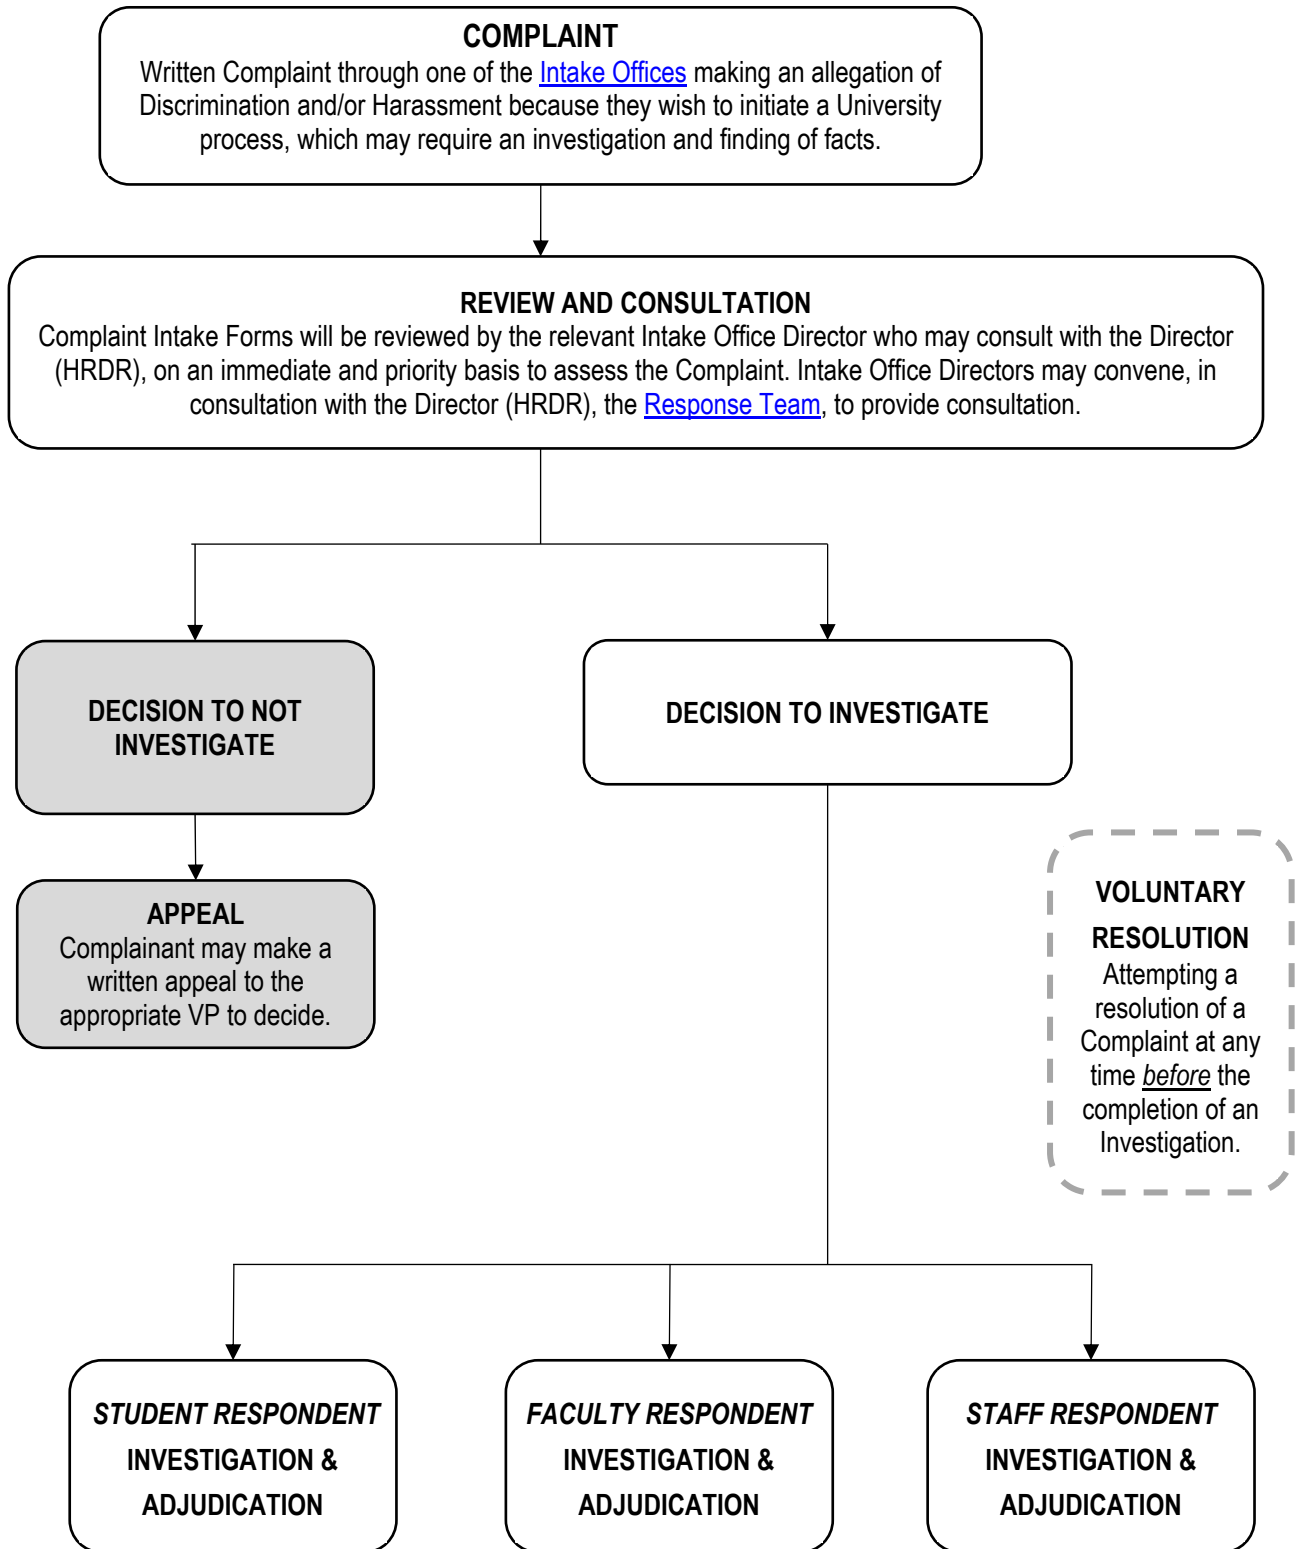 COMPLAINT
Written Complaint through one of the Intake Offices making an allegation of
Discrimination and/or Harassment because they wish to initiate a University
process, which may require an investigation and finding of facts.
REVIEW AND CONSULTATION
Complaint Intake Forms will be reviewed by the relevant Intake Office Director who may consult with the Director
(HRDR), on an immediate and priority basis to assess the Complaint. Intake Office Directors may convene, in
consultation with the Director (HRDR), the Response Team, to provide consultation.
DECISION TO NOT
INVESTIGATE
DECISION TO INVESTIGATE
APPEAL
Complainant may make a
written appeal to the
appropriate VP to decide.
VOLUNTARY
RESOLUTION
Attempting a
resolution of a
Complaint at any
time before the
completion of an
Investigation.
STUDENT RESPONDENT
INVESTIGATION &
ADJUDICATION
FACULTY RESPONDENT
INVESTIGATION &
ADJUDICATION
STAFF RESPONDENT
INVESTIGATION &
ADJUDICATION